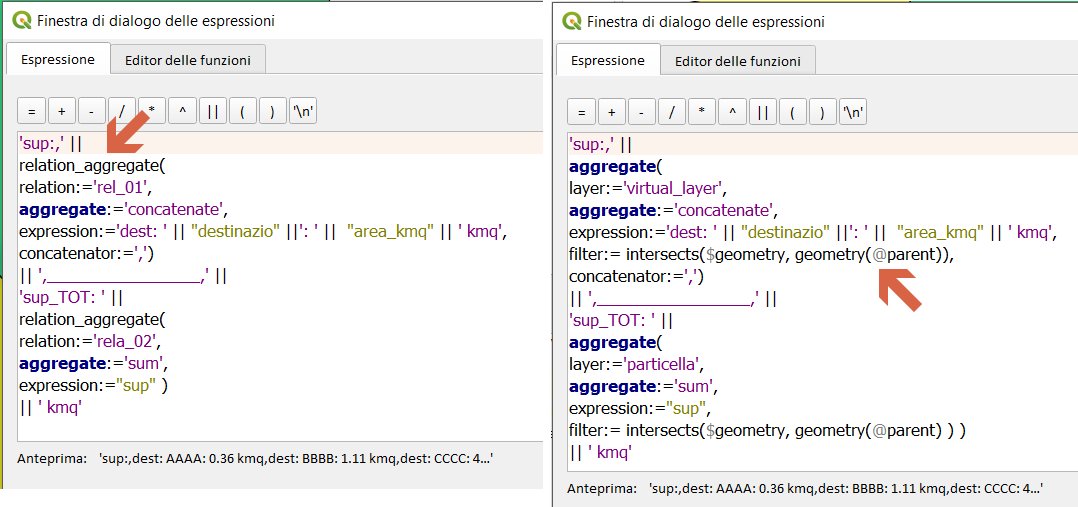 Finestra di dialogo delle espressioni
Espressione
Editor delle funzioni
= + - / * ^ || ( ) '\n'
'sup:,' ||
relation_aggregate(
relation:='rel_01',
aggregate:='concatenate',
expression:='dest: ' || "destinazio" ||': ' ||  "area_kmq" || ' kmq',
concatenator:=',')
|| ',__________________,' ||
'sup_TOT: ' ||
relation_aggregate(
relation:='rela_02',
aggregate:='sum',
expression:="sup" )
|| ' kmq'
Anteprima: 'sup:,dest: AAAA: 0.36 kmq,dest: BBBB: 1.11 kmq,dest: CCCC: 4...'
Finestra di dialogo delle espressioni
Espressione
Editor delle funzioni
= + - / * ^ || ( ) '\n'
'sup:,' ||
aggregate(
layer:='virtual_layer',
aggregate:='concatenate',
expression:='dest: ' || "destinazio" ||': ' ||  "area_kmq" || ' kmq',
filter:= intersects($geometry, geometry(@parent)),
concatenator:=',')
|| ',__________________,' ||
'sup_TOT: ' ||
aggregate(
layer:='particella',
aggregate:='sum',
expression:="sup",
filter:= intersects($geometry, geometry(@parent) ) )
|| ' kmq'
Anteprima: 'sup:,dest: AAAA: 0.36 kmq,dest: BBBB: 1.11 kmq,dest: CCCC: 4...'